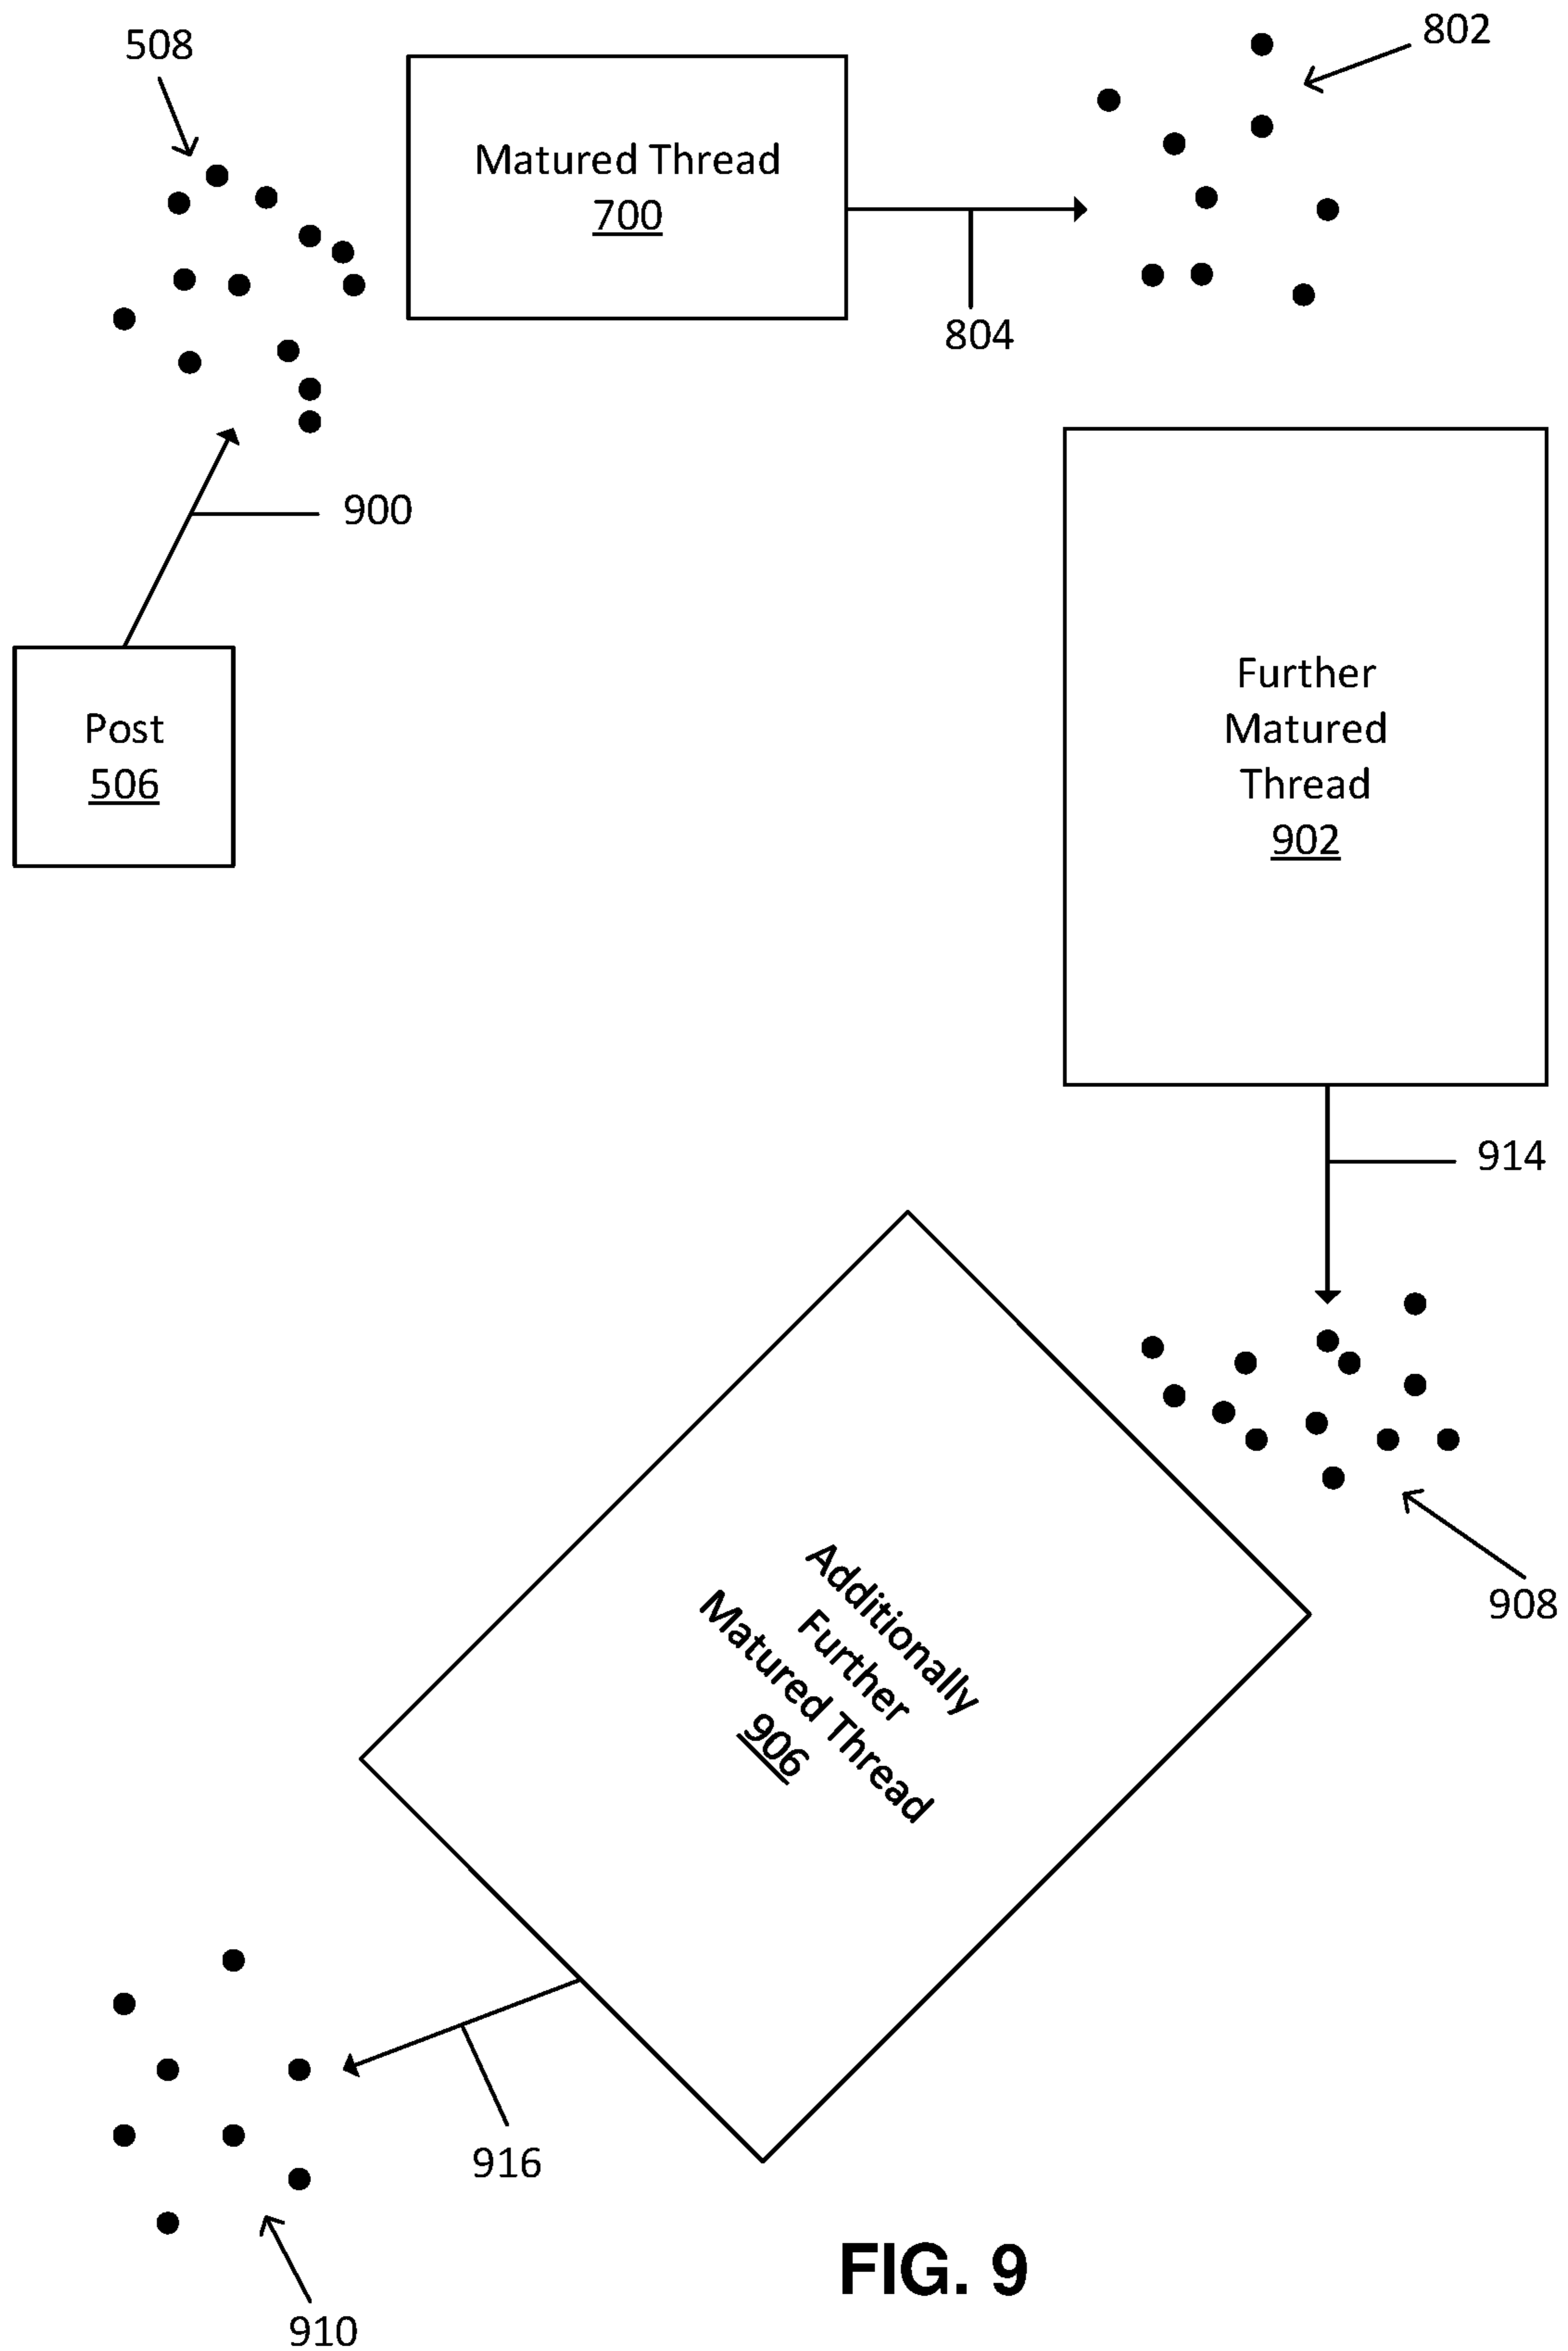 508
802
Matured Thread
700
804
900
Post
506
Further
Matured
Thread
902
914
908
Additionally
Further
Matured Thread
906
916
910
FIG. 9